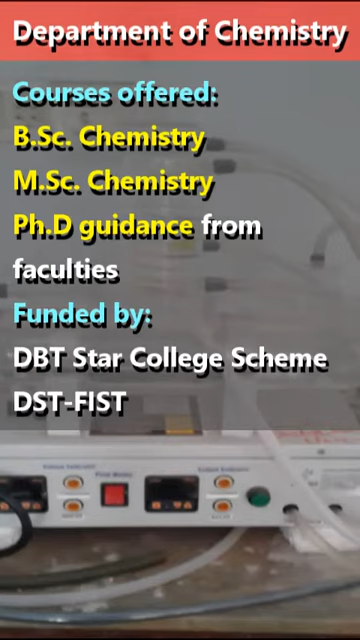 Department of Chemistry
Courses offered:
B.Sc. Chemistry
M.Sc. Chemistry
Ph.D guidance from
faculties
Funded by:
DBT Star College Scheme
DST-FIST